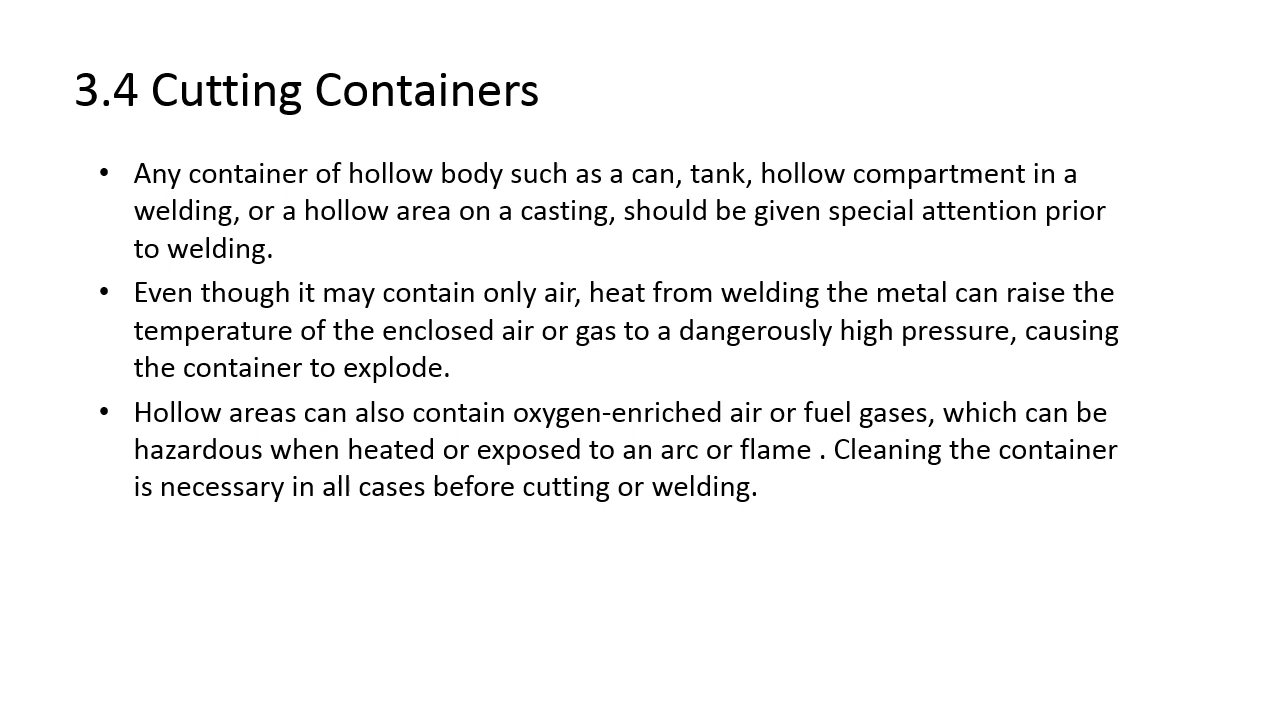 3.4 Cutting Containers
• Any container of hollow body such as a can, tank, hollow compartment in a
welding, or a hollow area on a casting, should be given special attention prior
to welding.
• Even though it may contain only air, heat from welding the metal can raise the
temperature of the enclosed air or gas to a dangerously high pressure, causing
the container to explode.
• Hollow areas can also contain oxygen-enriched air or fuel gases, which can be
hazardous when heated or exposed to an arc or flame . Cleaning the container
is necessary in all cases before cutting or welding.